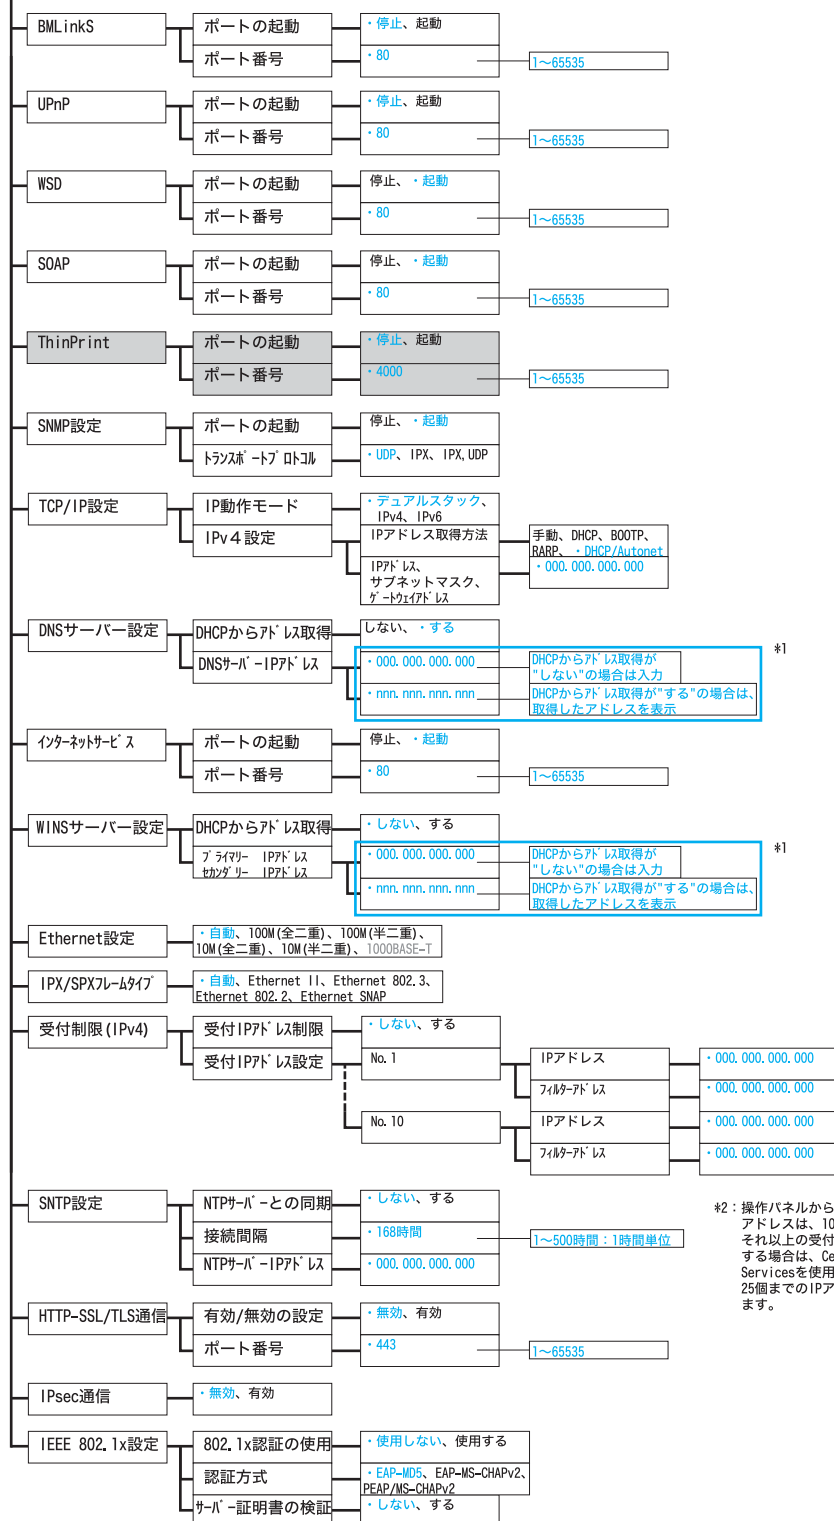 BMLinkS
ポートの起動
・停止、起動
ポート番号
・80
1〜65535
UPnP
ポートの起動
・停止、起動
ポート番号
・80
1〜65535
WSD
ポートの起動
停止、・起動
ポート番号
・80
1〜65535
SOAP
ポートの起動
停止、・起動
ポート番号
・80
1〜65535
ThinPrint
ポートの起動
・停止、起動
ポート番号
・4000
1〜65535
SNMP設定
ポートの起動
停止、・起動
トランスポートプロトコル
・UDP、IPX、IPX,UDP
TCP/IP設定
IP動作モード
・デュアルスタック、
IPv4、IPv6
IPv4設定
IPアドレス取得方法
手動、DHCP、BOOTP、
RARP、・DHCP/Autonet
IPアドレス、
サブネットマスク、
ゲートウェイアドレス
・000.000.000.000
DNSサーバー設定
DHCPからアドレス取得
しない、・する
DNSサーバーIPアドレス
・000.000.000.000
DHCPからアドレス取得が
"しない"の場合は入力
・nnn.nnn.nnn.nnn
DHCPからアドレス取得が"する"の場合は、
取得したアドレスを表示
*1
インターネットサービス
ポートの起動
停止、・起動
ポート番号
・80
1〜65535
WINSサーバー設定
DHCPからアドレス取得
・しない、する
プライマリー IPアドレス
セカンダリー IPアドレス
・000.000.000.000
DHCPからアドレス取得が
"しない"の場合は入力
・nnn.nnn.nnn.nnn
DHCPからアドレス取得が"する"の場合は、
取得したアドレスを表示
*1
Ethernet設定
・自動、100M(全二重)、100M(半二重)、
10M(全二重)、10M(半二重)、1000BASE-T
IPX/SPXフレームタイプ
・自動、Ethernet II、Ethernet 802.3、
Ethernet 802.2、Ethernet SNAP
受付制限(IPv4)
受付IPアドレス制限
・しない、する
受付IPアドレス設定
No.1
IPアドレス
・000.000.000.000
フィルターアドレス
・000.000.000.000
No.10
IPアドレス
・000.000.000.000
フィルターアドレス
・000.000.000.000
SNTP設定
NTPサーバーとの同期
・しない、する
接続間隔
・168時間
1〜500時間：1時間単位
NTPサーバーIPアドレス
・000.000.000.000
*2：操作パネルから
アドレスは、10
それ以上の受付
する場合は、Ce
Servicesを使用
25個までのIPア
ます。
HTTP-SSL/TLS通信
有効/無効の設定
・無効、有効
ポート番号
・443
1〜65535
IPsec通信
・無効、有効
IEEE 802.1x設定
802.1x認証の使用
・使用しない、使用する
認証方式
・EAP-MD5、EAP-MS-CHAPv2、
PEAP/MS-CHAPv2
サーバー証明書の検証
・しない、する